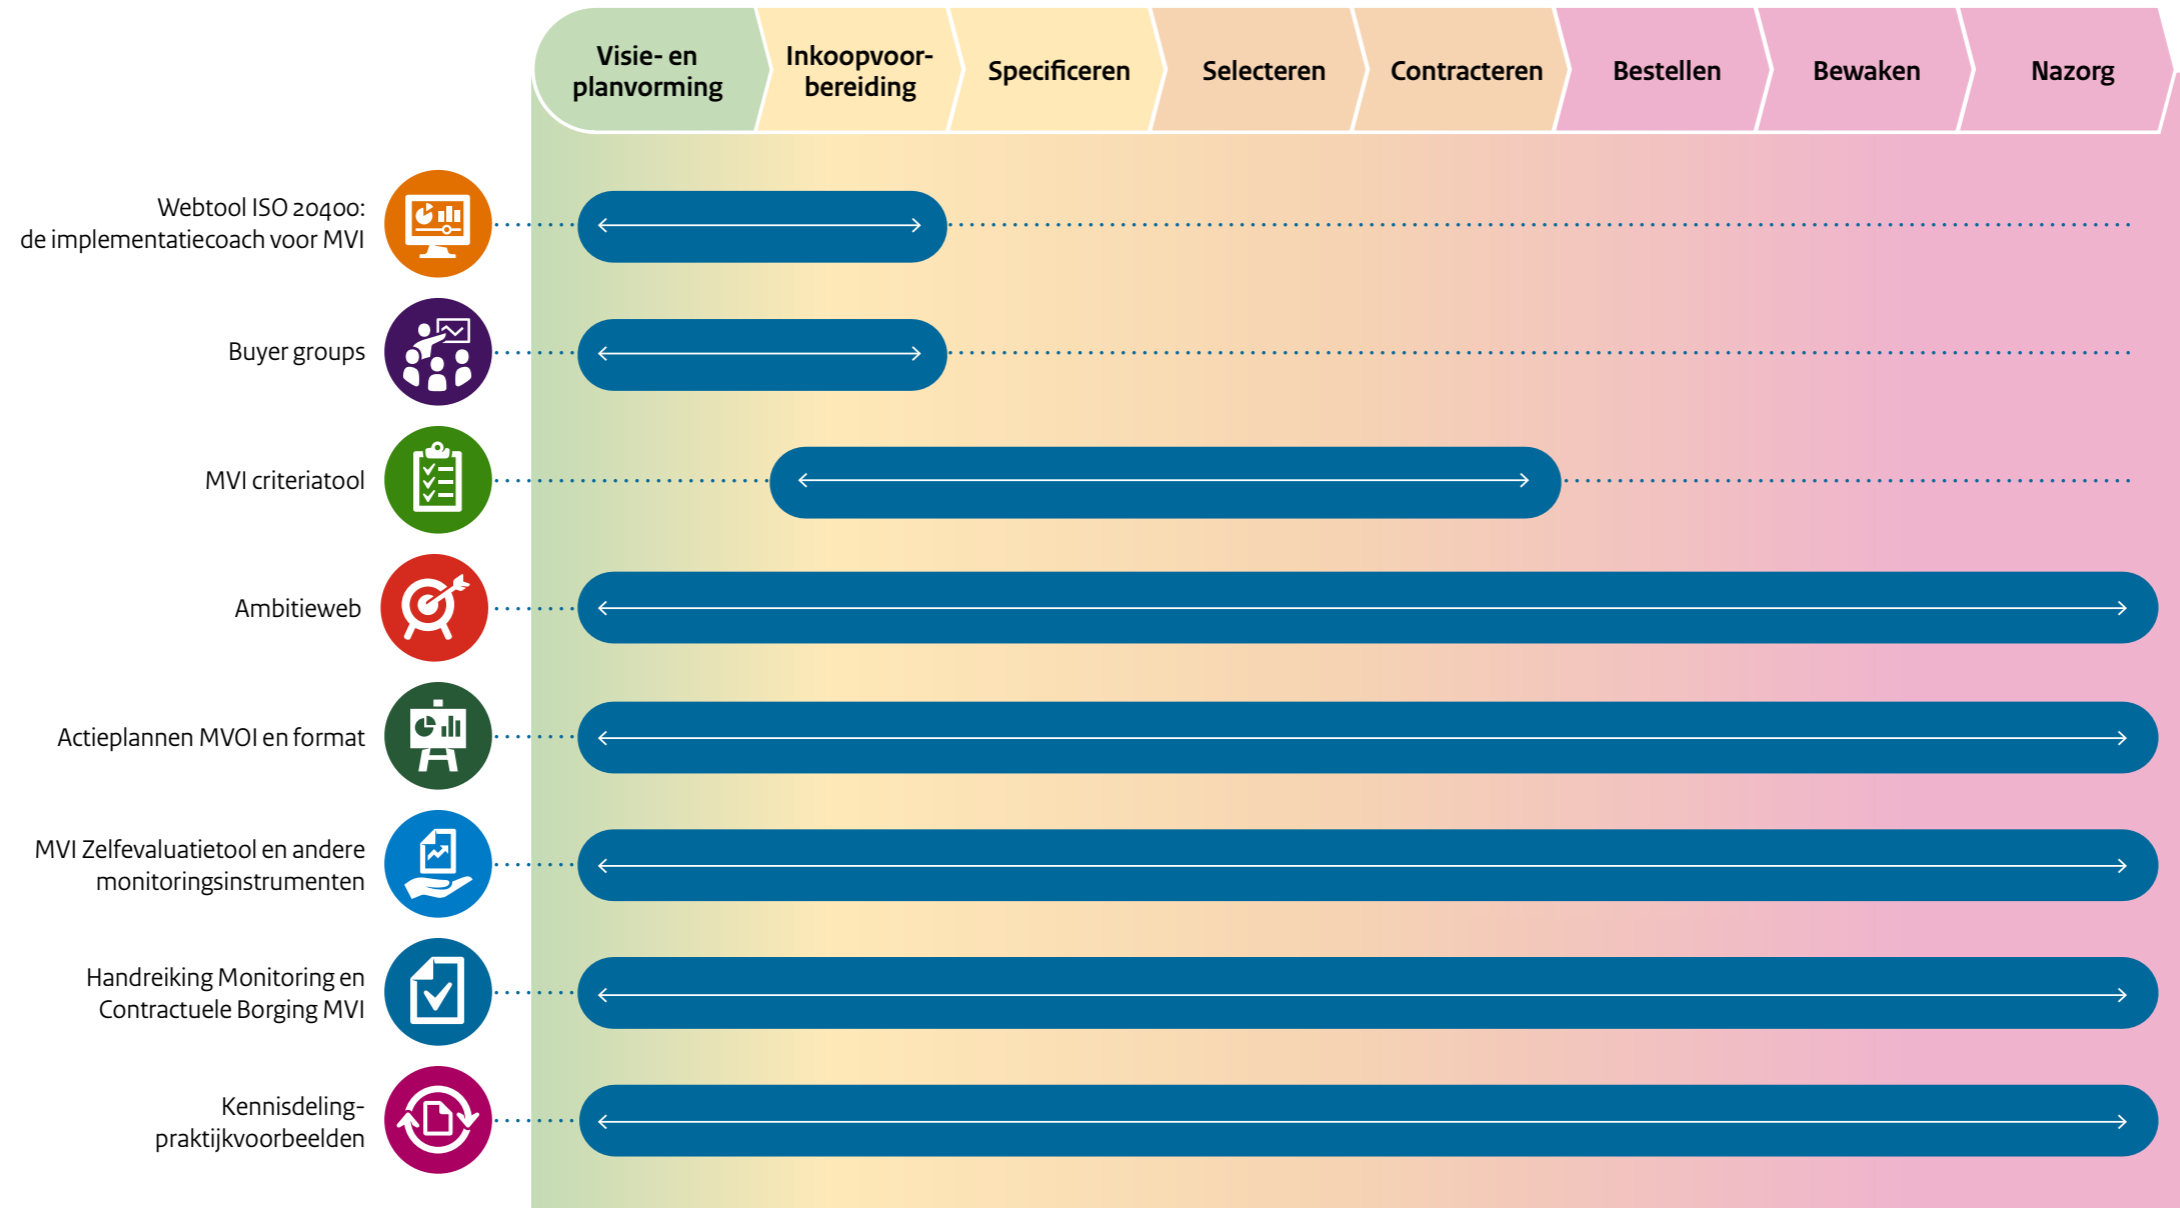 Visie- en
planvorming
Inkoopvoor-
bereiding
Specificeren
Selecteren
Contracteren
Bestellen
Bewaken
Nazorg
Webtool ISO 20400:
de implementatiecoach voor MVI
Buyer groups
MVI criteriatool
Ambitieweb
Actieplannen MVOI en format
MVI Zelfevaluatietool en andere
monitoringsinstrumenten
Handreiking Monitoring en
Contractuele Borging MVI
Kennisdeling-
praktijkvoorbeelden